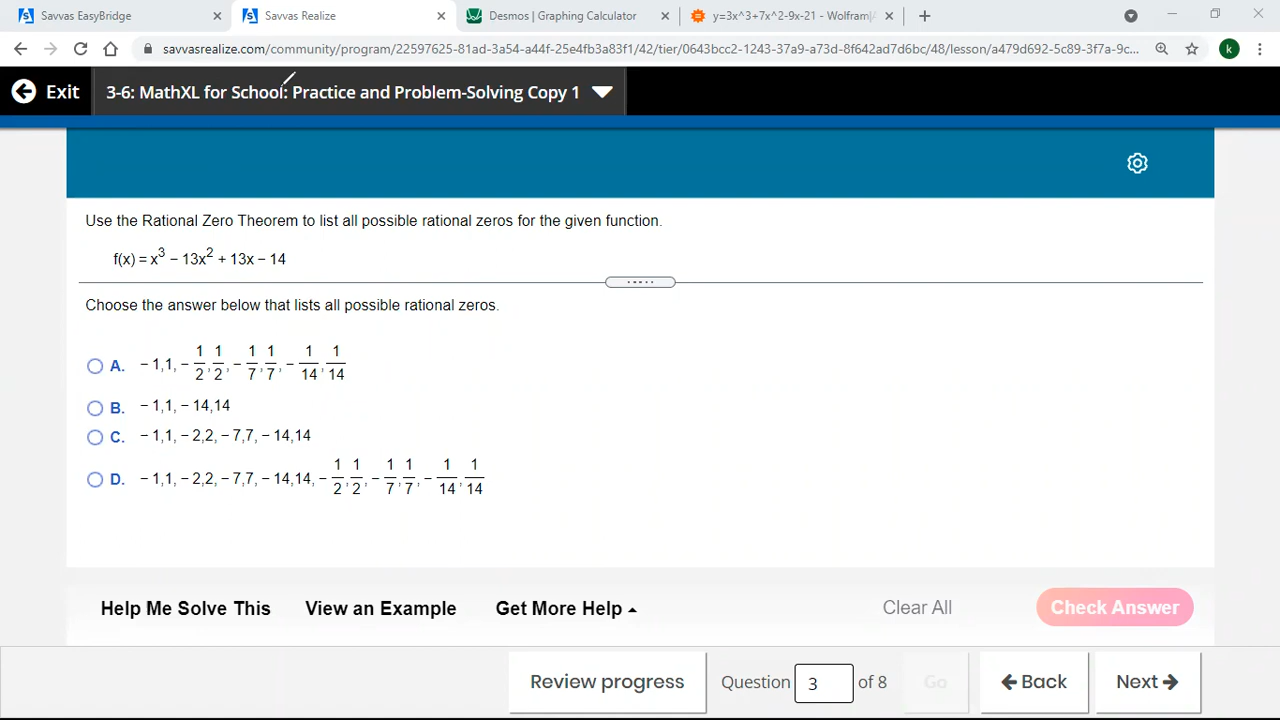 Savvas EasyBridge
Savvas Realize
Desmos | Graphing Calculator
y=3x^3+7x^2-9x-21 - Wolfram|A
savvasrealize.com/community/program/22597625-81ac-3a54-a44f-25e4fb3a83f1/42/tier/0643bcc2-1243-37a9-a73d-8f642ad7d6bc/48/lesson/a479d692-5c89-3f7a-9c...
k
Exit
3-6: MathXL for School: Practice and Problem-Solving Copy 1
Use the Rational Zero Theorem to list all possible rational zeros for the given function.
f(x) = x³ − 13x² + 13x − 14
Choose the answer below that lists all possible rational zeros.
A. − 1,1, − 1/2, 1/2, − 1/7, 1/7, − 1/14, 1/14
B. − 1,1, − 14,14
C. − 1,1, − 2,2, − 7,7, − 14,14
D. − 1,1, − 2,2, − 7,7, − 14,14, − 1/2, 1/2, − 1/7, 1/7, − 1/14, 1/14
Help Me Solve This
View an Example
Get More Help
Clear All
Check Answer
Review progress
Question 3 of 8
Go
Back
Next